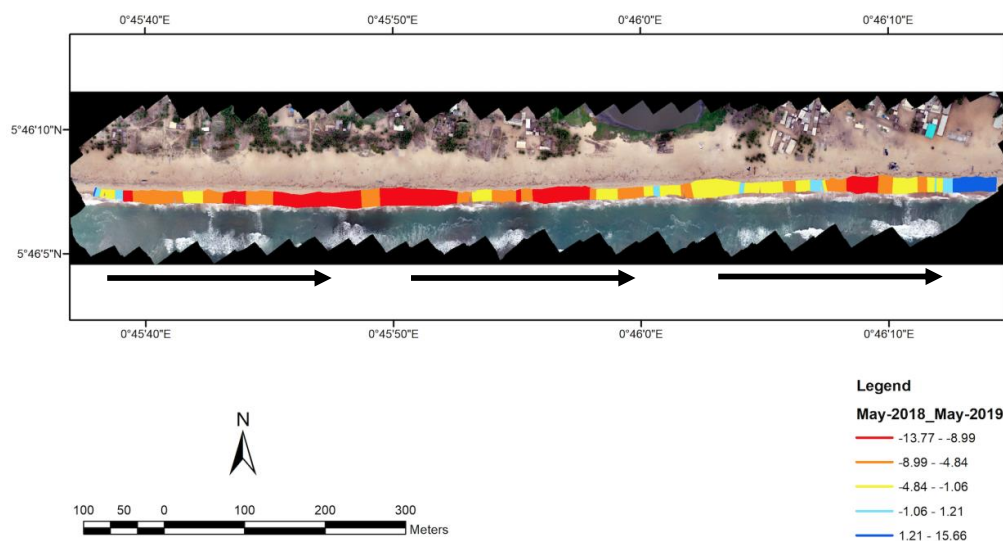 0°45'40"E 0°45'50"E 0°46'0"E 0°46'10"E
5°46'10"N
5°46'5"N
0°45'40"E 0°45'50"E 0°46'0"E 0°46'10"E
Legend
May-2018_May-2019
-13.77 - -8.99
-8.99 - -4.84
-4.84 - -1.06
-1.06 - 1.21
1.21 - 15.66
N
100 50 0 100 200 300
Meters